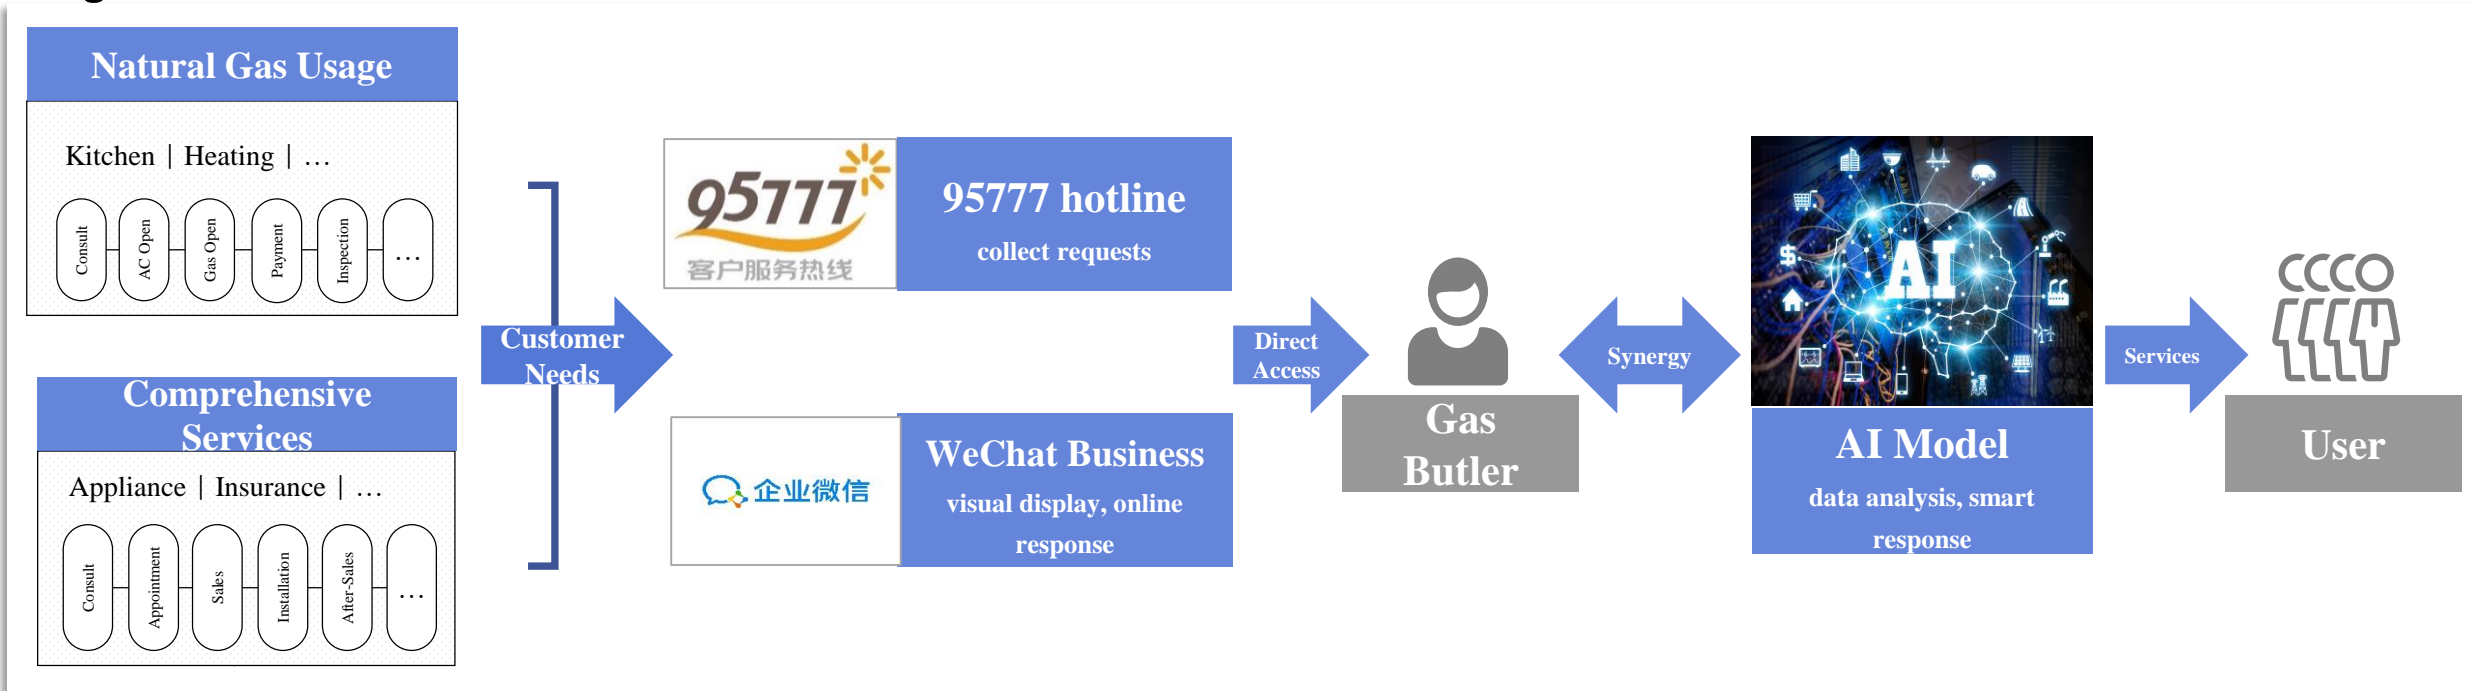 Natural Gas Usage
Kitchen | Heating | …
Consult
AC Open
Gas Open
Payment
Inspection
…
Comprehensive
Services
Appliance | Insurance | …
Consult
Appointment
Sales
Installation
After-Sales
…
Customer
Needs
95777
客户服务热线
95777 hotline
collect requests
企业微信
WeChat Business
visual display, online
response
Direct
Access
Gas
Butler
Synergy
AI
AI Model
data analysis, smart
response
Services
User